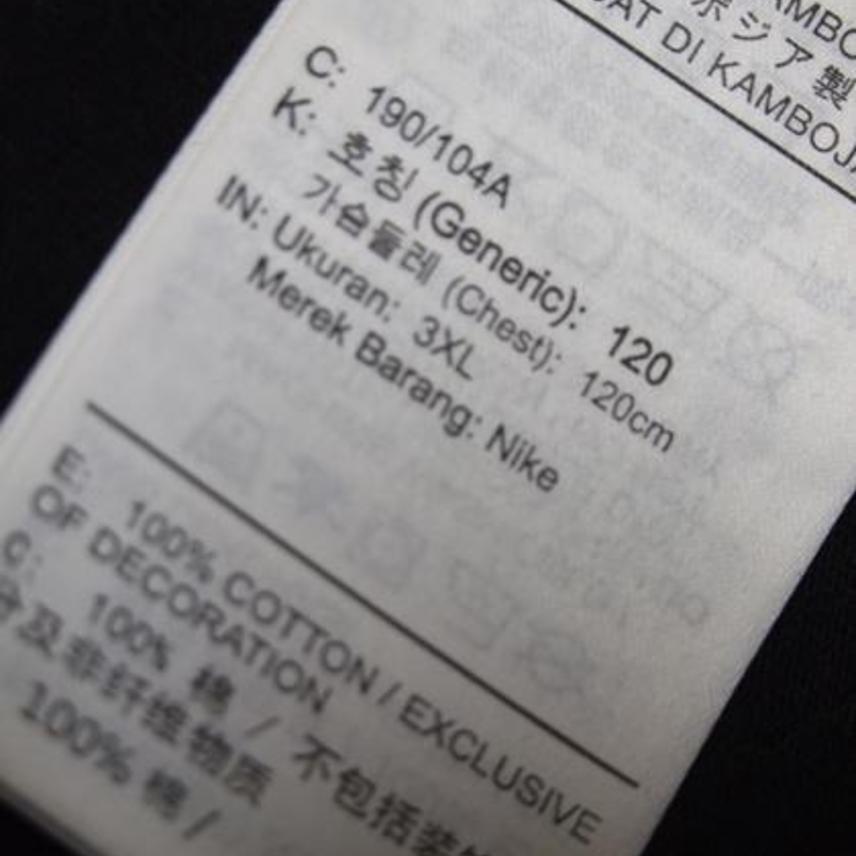 KAMBO
ボジア製
AT DI KAMBOJA
C: 190/104A
K: 호칭 (Generic): 120
가슴둘레 (Chest): 120cm
IN: Ukuran: 3XL
Merek Barang: Nike
E: 100% COTTON / EXCLUSIVE
OF DECORATION
C: 100% 棉 / 不包括装
分及非纤维物质
100% 棉 /